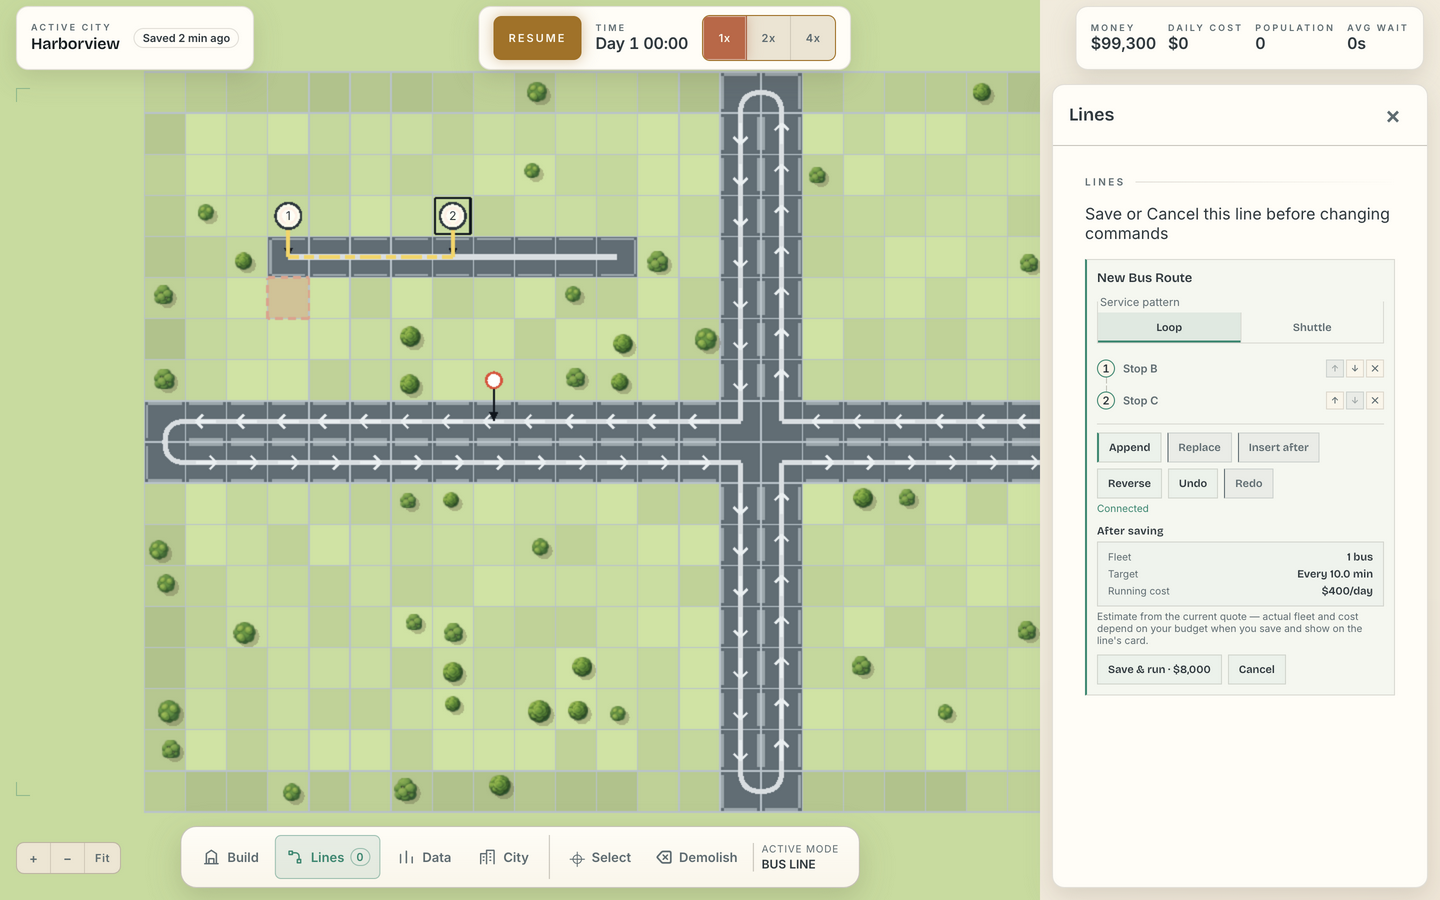 ACTIVE CITY
Harborview
Saved 2 min ago
RESUME
TIME
Day 1 00:00
1x
2x
4x
MONEY
$99,300
DAILY COST
$0
POPULATION
0
AVG WAIT
0s
1
2
Lines
LINES
Save or Cancel this line before changing
commands
New Bus Route
Service pattern
Loop
Shuttle
1 Stop B
2 Stop C
Append
Replace
Insert after
Reverse
Undo
Redo
Connected
After saving
Fleet 1 bus
Target Every 10.0 min
Running cost $400/day
Estimate from the current quote — actual fleet and cost
depend on your budget when you save and show on the
line's card.
Save & run · $8,000
Cancel
+
−
Fit
Build
Lines 0
Data
City
Select
Demolish
ACTIVE MODE
BUS LINE